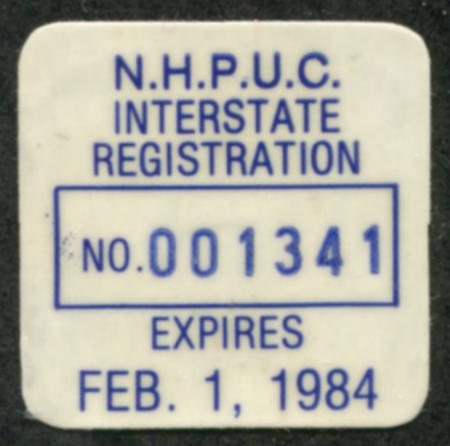 N.H.P.U.C.
INTERSTATE
REGISTRATION
NO. 001341
EXPIRES
FEB. 1, 1984